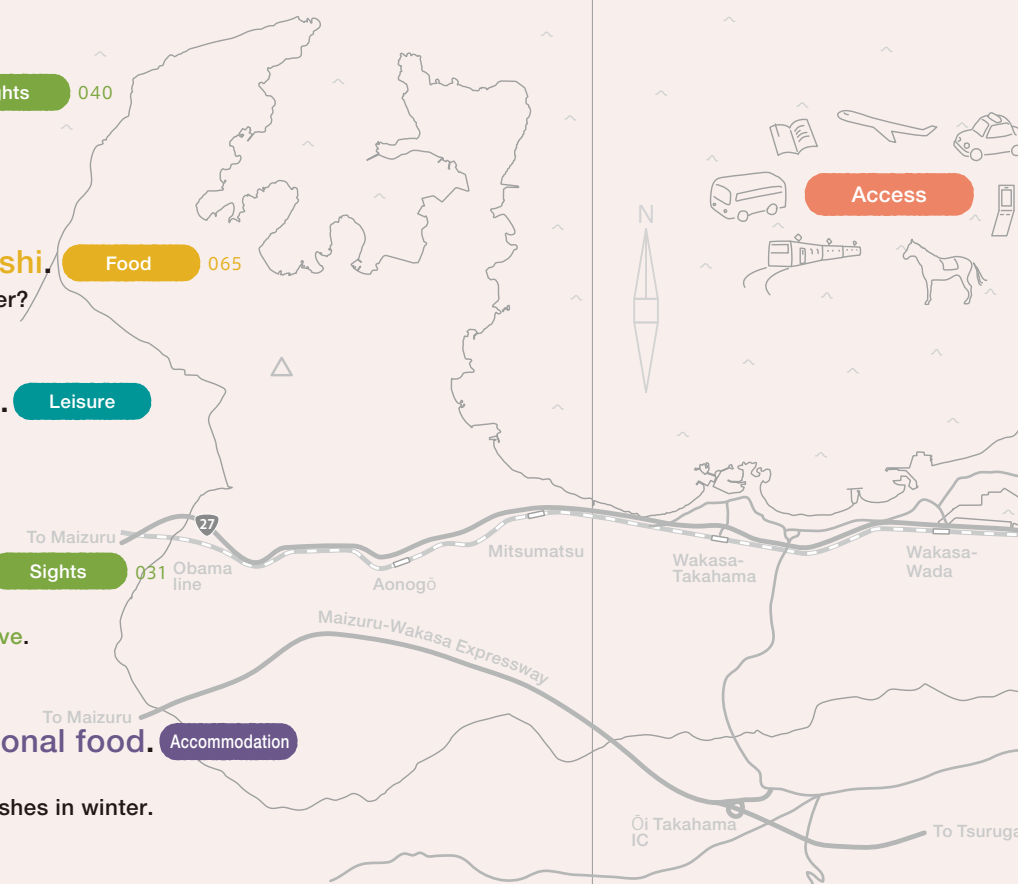 ghts 040
shi. Food 065
er?
. Leisure
Sights 031
ve.
onal food. Accommodation
shes in winter.
N
Access
27
To Maizuru
Obama
line
Aonogō
Mitsumatsu
Wakasa-
Takahama
Wakasa-
Wada
Maizuru-Wakasa Expressway
To Maizuru
Ōi Takahama
IC
To Tsuruga